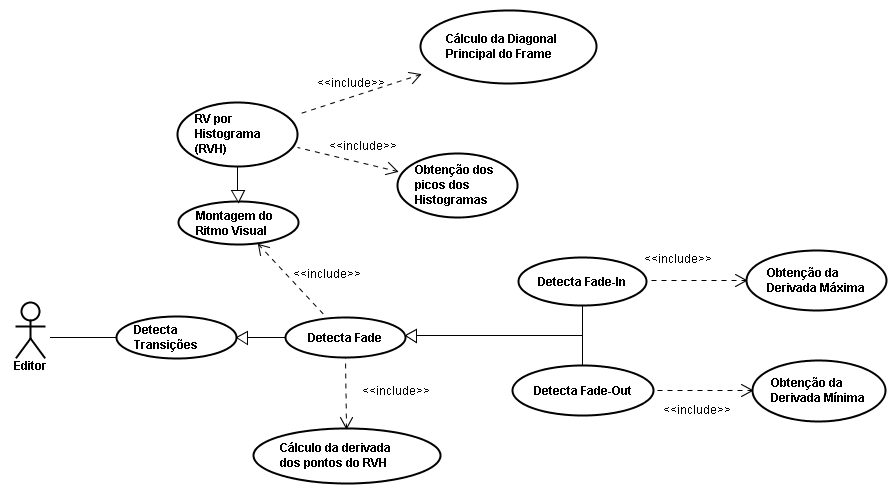 Cálculo da Diagonal
Principal do Frame
<<include>>
RV por
Histograma
(RVH)
<<include>>
Obtenção dos
picos dos
Histogramas
Montagem do
Ritmo Visual
<<include>>
Detecta Fade-In
<<include>>
Obtenção da
Derivada Máxima
Editor
Detecta
Transições
Detecta Fade
Detecta Fade-Out
<<include>>
Obtenção da
Derivada Mínima
<<include>>
Cálculo da derivada
dos pontos do RVH